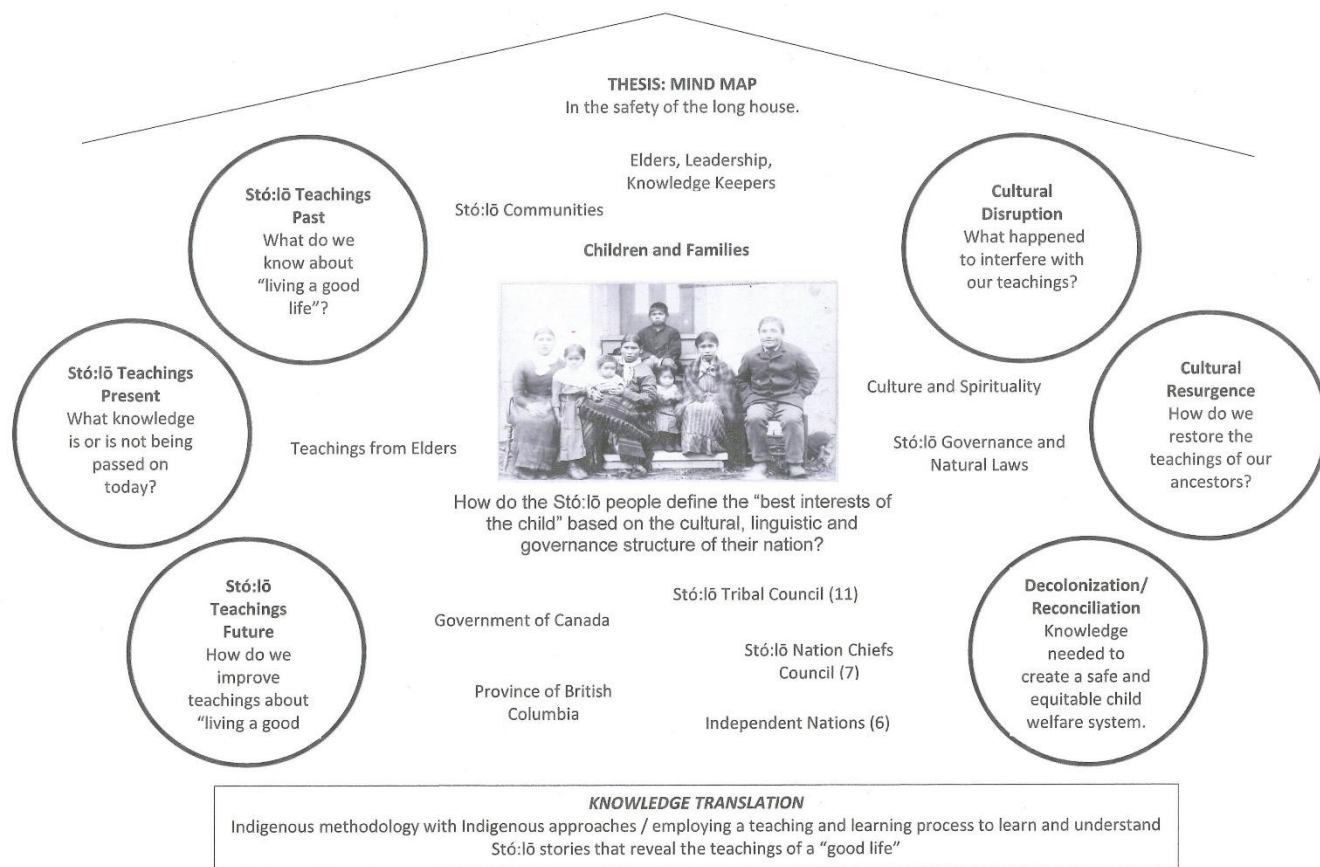 THESIS: MIND MAP
In the safety of the long house.
Elders, Leadership,
Knowledge Keepers
Stó:lō Communities
Children and Families
Stó:lō Teachings
Past
What do we
know about
“living a good
life”?
Stó:lō Teachings
Present
What knowledge
is or is not being
passed on
today?
Stó:lō
Teachings
Future
How do we
improve
teachings about
“living a good
Teachings from Elders
Cultural
Disruption
What happened
to interfere with
our teachings?
Culture and Spirituality
Stó:lō Governance and
Natural Laws
Cultural
Resurgence
How do we
restore the
teachings of our
ancestors?
Decolonization/
Reconciliation
Knowledge
needed to
create a safe and
equitable child
welfare system.
How do the Stó:lō people define the “best interests of
the child” based on the cultural, linguistic and
governance structure of their nation?
Government of Canada
Province of British
Columbia
Stó:lō Tribal Council (11)
Stó:lō Nation Chiefs
Council (7)
Independent Nations (6)
KNOWLEDGE TRANSLATION
Indigenous methodology with Indigenous approaches / employing a teaching and learning process to learn and understand
Stó:lō stories that reveal the teachings of a “good life”